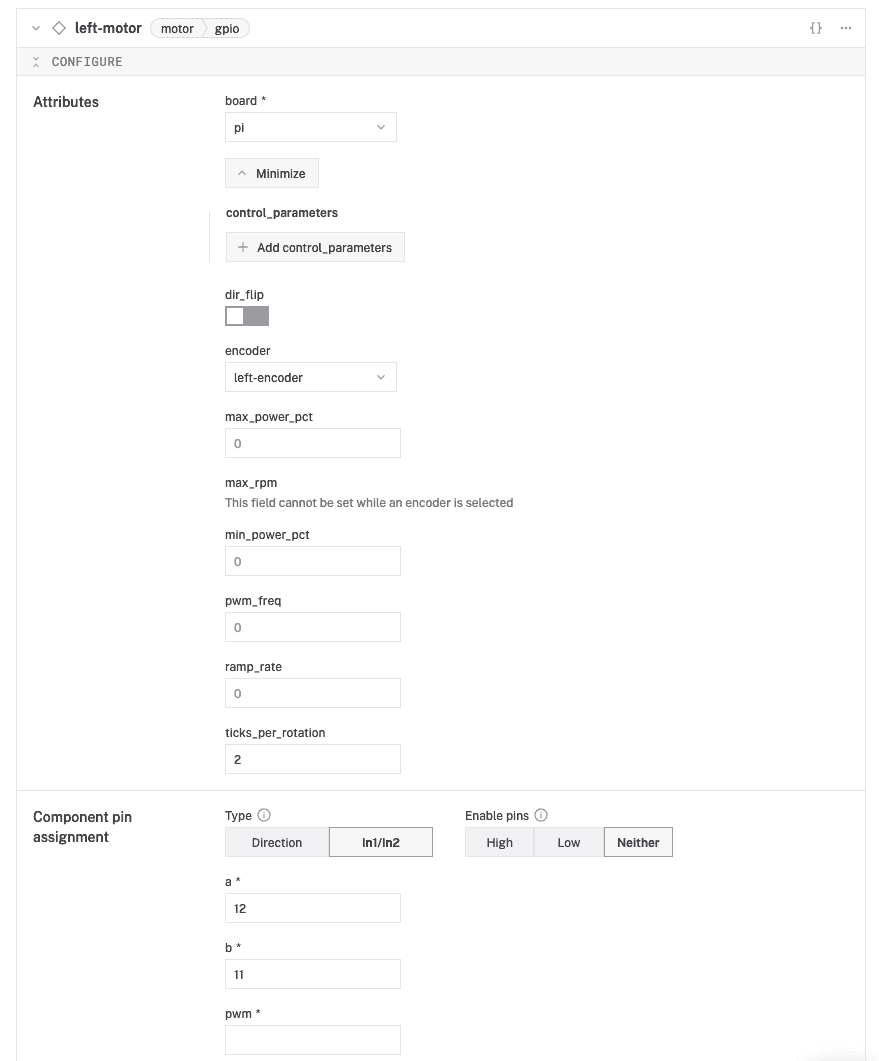 left-motor motor gpio {} ...
CONFIGURE
Attributes
board *
pi
Minimize
control_parameters
+ Add control_parameters
dir_flip
encoder
left-encoder
max_power_pct
0
max_rpm
This field cannot be set while an encoder is selected
min_power_pct
0
pwm_freq
0
ramp_rate
0
ticks_per_rotation
2
Component pin
assignment
Type Enable pins
Direction In1/In2 High Low Neither
a *
12
b *
11
pwm *